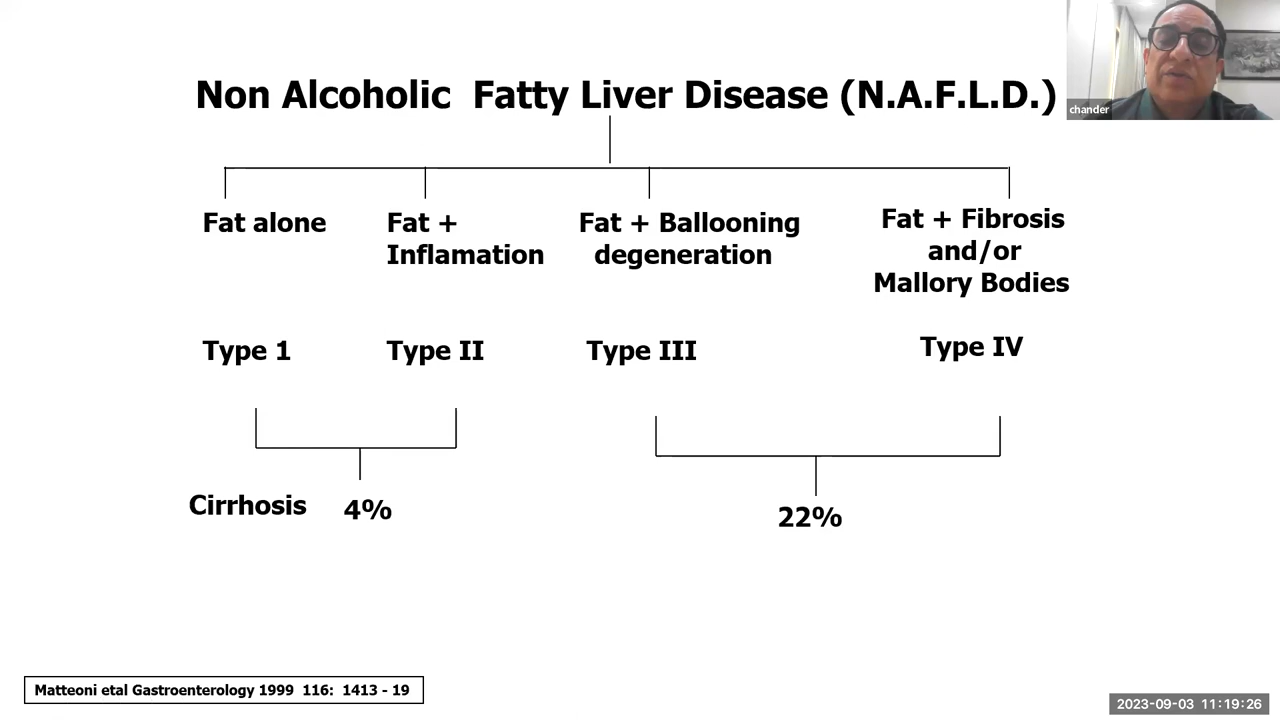 Non Alcoholic Fatty Liver Disease (N.A.F.L.D.)
chander
Fat alone
Fat +
Inflamation
Fat + Ballooning
degeneration
Fat + Fibrosis
and/or
Mallory Bodies
Type 1
Type II
Type III
Type IV
Cirrhosis
4%
22%
Matteoni etal Gastroenterology 1999 116: 1413 - 19
2023-09-03 11:19:26